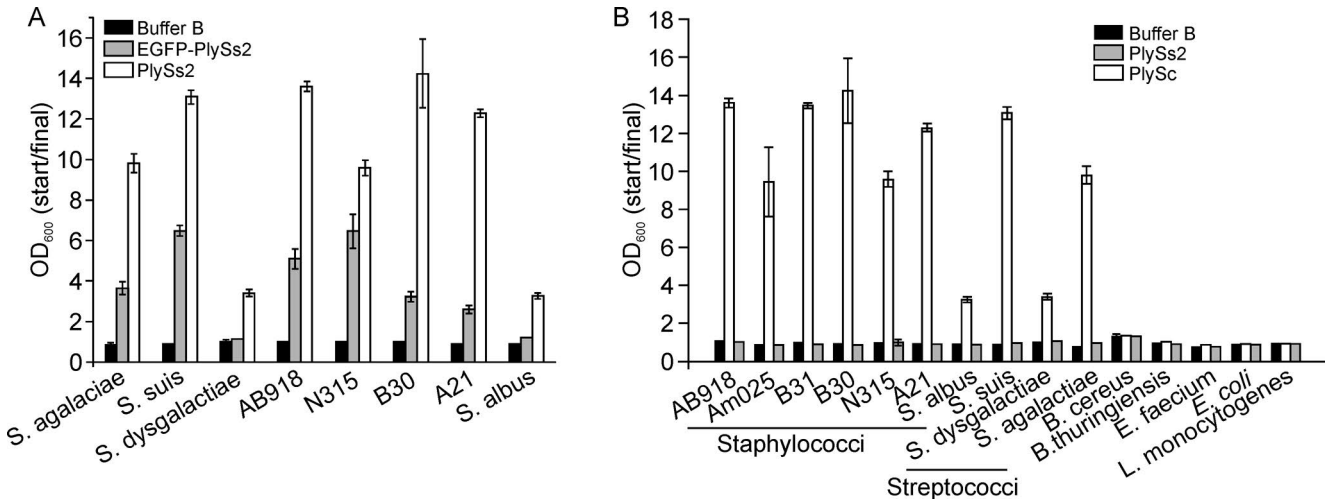 A
Buffer B
EGFP-PlySs2
PlySs2
OD600 (start/final)
16
14
12
10
8
6
4
2
0
S. agalaciae
S. suis
S. dysgalactiae
AB918
N315
B30
A21
S. albus
B
Buffer B
PlySs2
PlySc
OD600 (start/final)
18
16
14
12
10
8
6
4
2
0
AB918
Am025
B31
B30
N315
A21
S. albus
S. suis
S. dysgalactiae
S. agalactiae
B. cereus
B.thuringiensis
E. faecium
E. coli
L. monocytogenes
Staphylococci
Streptococci